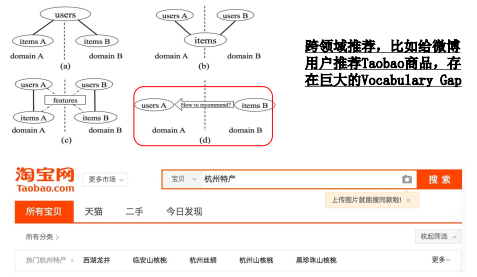 users
items A
items B
domain A
domain B
(a)
users A
users B
items
domain A
domain B
(b)
users A
users B
features
items A
items B
domain A
domain B
(c)
users A
How to recommend?
items B
domain A
domain B
(d)
跨领域推荐，比如给微博
用户推荐Taobao商品，存
在巨大的Vocabulary Gap
淘宝网
Taobao.com
更多市场
宝贝
杭州特产
搜 索
上传图片就能搜同款啦！ ×
所有宝贝 天猫 二手 今日发现
所有分类 >
收起筛选
热门杭州特产 > 西湖龙井 临安山核桃 杭州丝绸 杭州山核桃 黑珍珠山核桃 更多